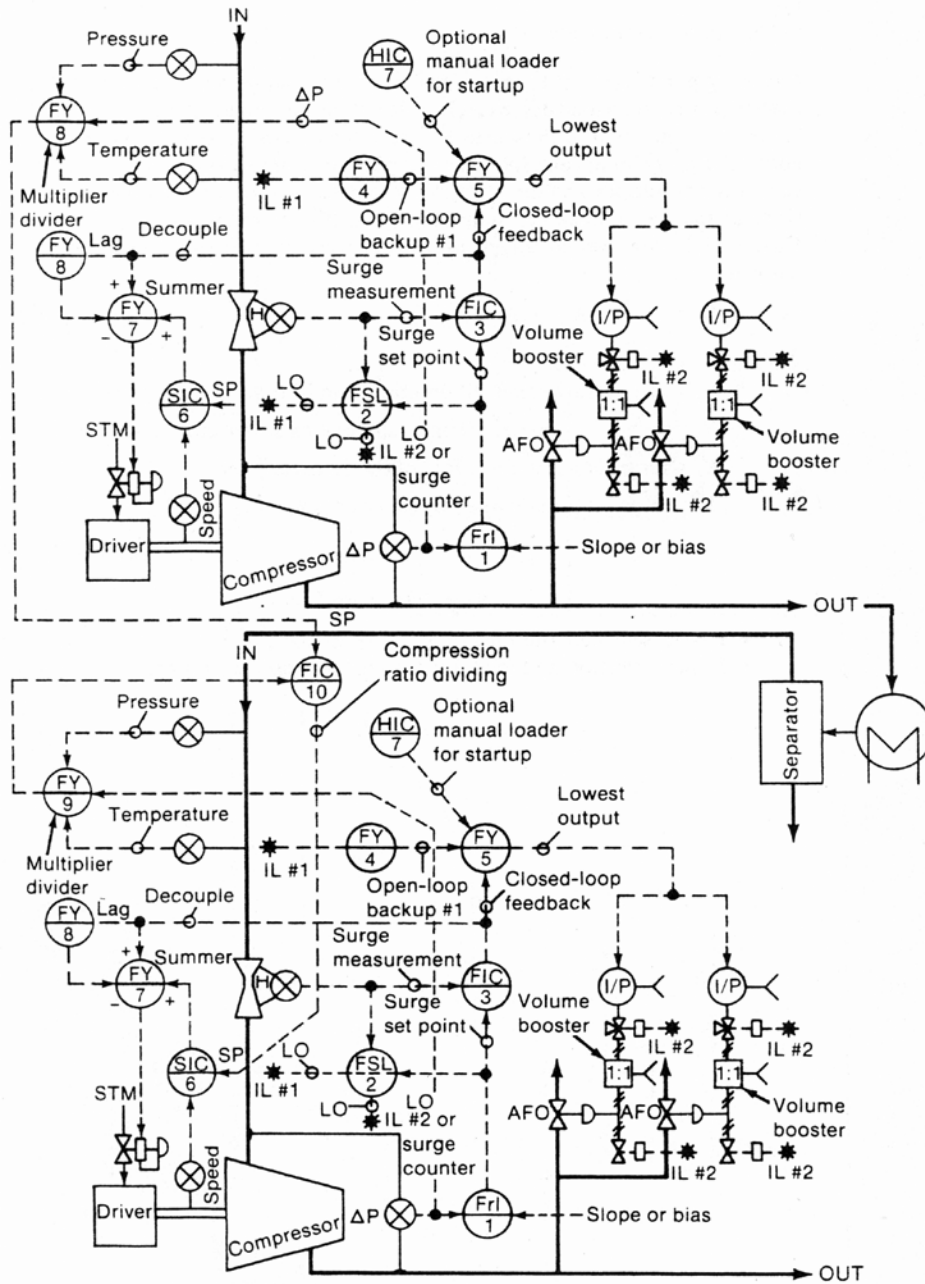 IN
Pressure
HIC
7
Optional
manual loader
for startup
FY
8
ΔP
Lowest
output
Temperature
IL #1
FY
4
FY
5
Multiplier
divider
Open-loop
backup #1
Closed-loop
feedback
FY
8
Lag
Decouple
+
Summer
FY
7
-
+
H
Surge
measurement
FIC
3
I/P
I/P
Volume
booster
Surge
set point
IL #2
IL #2
SIC
6
SP
LO
IL #1
FSL
2
1:1
1:1
STM
LO
LO
IL #2 or
surge
counter
AFO
AFO
Volume
booster
IL #2
IL #2
Driver
Speed
Compressor
ΔP
FrI
1
Slope or bias
OUT
SP
IN
FIC
10
Compression
ratio dividing
Pressure
HIC
7
Optional
manual loader
for startup
Separator
FY
9
Lowest
output
Temperature
IL #1
FY
4
FY
5
Multiplier
divider
Open-loop
backup #1
Closed-loop
feedback
FY
8
Lag
Decouple
+
Summer
FY
7
-
+
H
Surge
measurement
FIC
3
I/P
I/P
Volume
booster
Surge
set point
IL #2
IL #2
SIC
6
SP
LO
IL #1
FSL
2
1:1
1:1
STM
LO
LO
IL #2 or
surge
counter
AFO
AFO
Volume
booster
IL #2
IL #2
Driver
Speed
Compressor
ΔP
FrI
1
Slope or bias
OUT